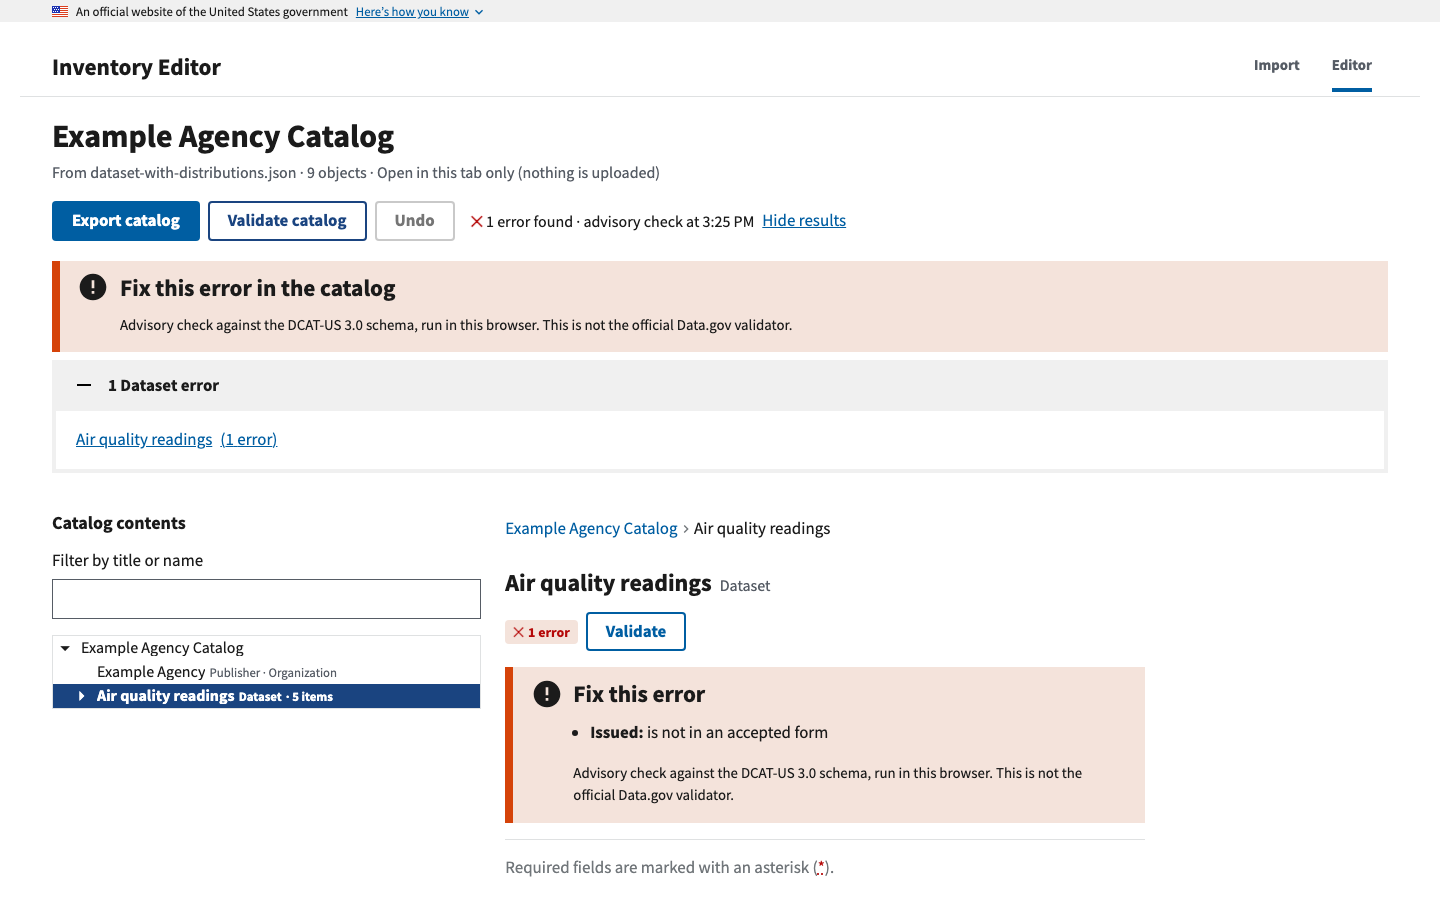 An official website of the United States government Here’s how you know
Inventory Editor
Import Editor
Example Agency Catalog
From dataset-with-distributions.json · 9 objects · Open in this tab only (nothing is uploaded)
Export catalog Validate catalog Undo 1 error found · advisory check at 3:25 PM Hide results
Fix this error in the catalog
Advisory check against the DCAT-US 3.0 schema, run in this browser. This is not the official Data.gov validator.
1 Dataset error
Air quality readings (1 error)
Catalog contents
Filter by title or name
Example Agency Catalog
Example Agency Publisher · Organization
Air quality readings Dataset · 5 items
Example Agency Catalog › Air quality readings
Air quality readings Dataset
1 error Validate
Fix this error
• Issued: is not in an accepted form
Advisory check against the DCAT-US 3.0 schema, run in this browser. This is not the
official Data.gov validator.
Required fields are marked with an asterisk (*).